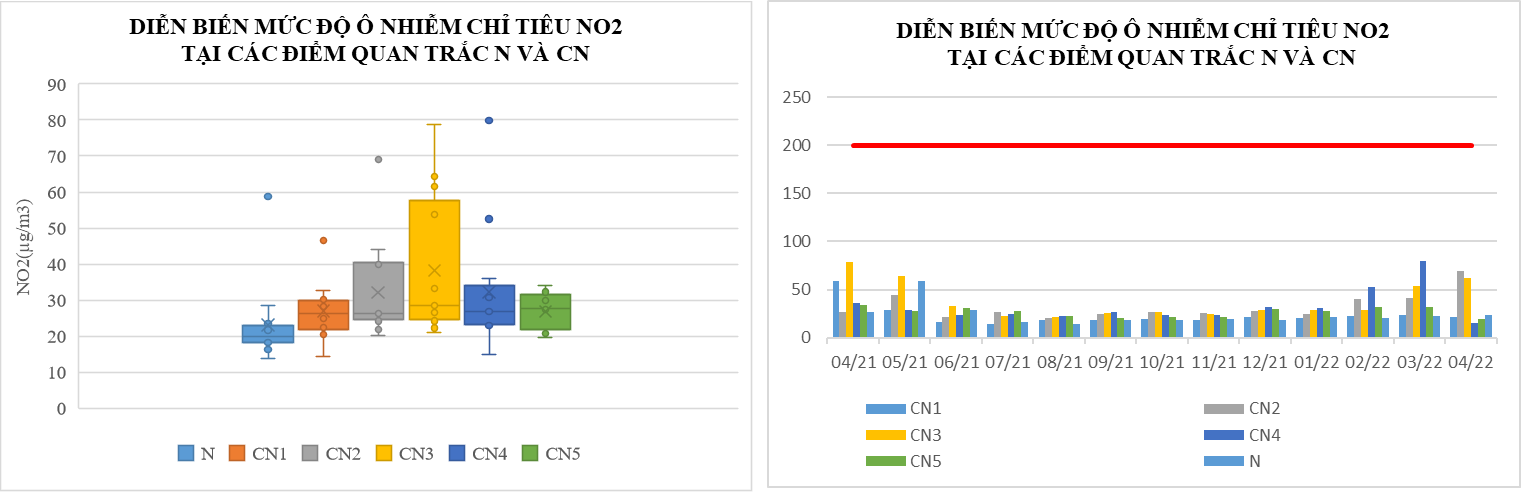 DIỄN BIẾN MỨC ĐỘ Ô NHIỄM CHỈ TIÊU NO2
TẠI CÁC ĐIỂM QUAN TRẮC N VÀ CN
90
80
70
60
50
40
30
20
10
0
NO2(µg/m3)
N CN1 CN2 CN3 CN4 CN5
DIỄN BIẾN MỨC ĐỘ Ô NHIỄM CHỈ TIÊU NO2
TẠI CÁC ĐIỂM QUAN TRẮC N VÀ CN
250
200
150
100
50
0
04/21 05/21 06/21 07/21 08/21 09/21 10/21 11/21 12/21 01/22 02/22 03/22 04/22
CN1 CN2
CN3 CN4
CN5 N